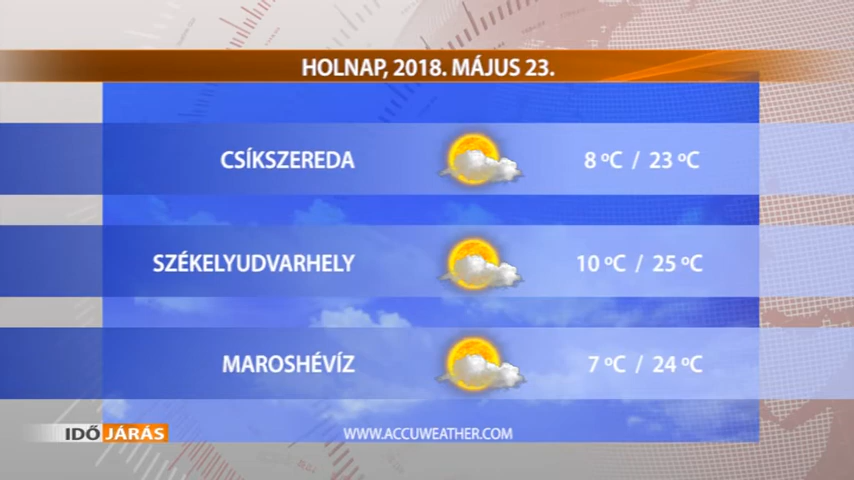 HOLNAP, 2018. MÁJUS 23.
CSÍKSZEREDA 8 ºC / 23 ºC
SZÉKELYUDVARHELY 10 ºC / 25 ºC
MAROSHÉVÍZ 7 ºC / 24 ºC
IDŐJÁRÁS
WWW.ACCUWEATHER.COM